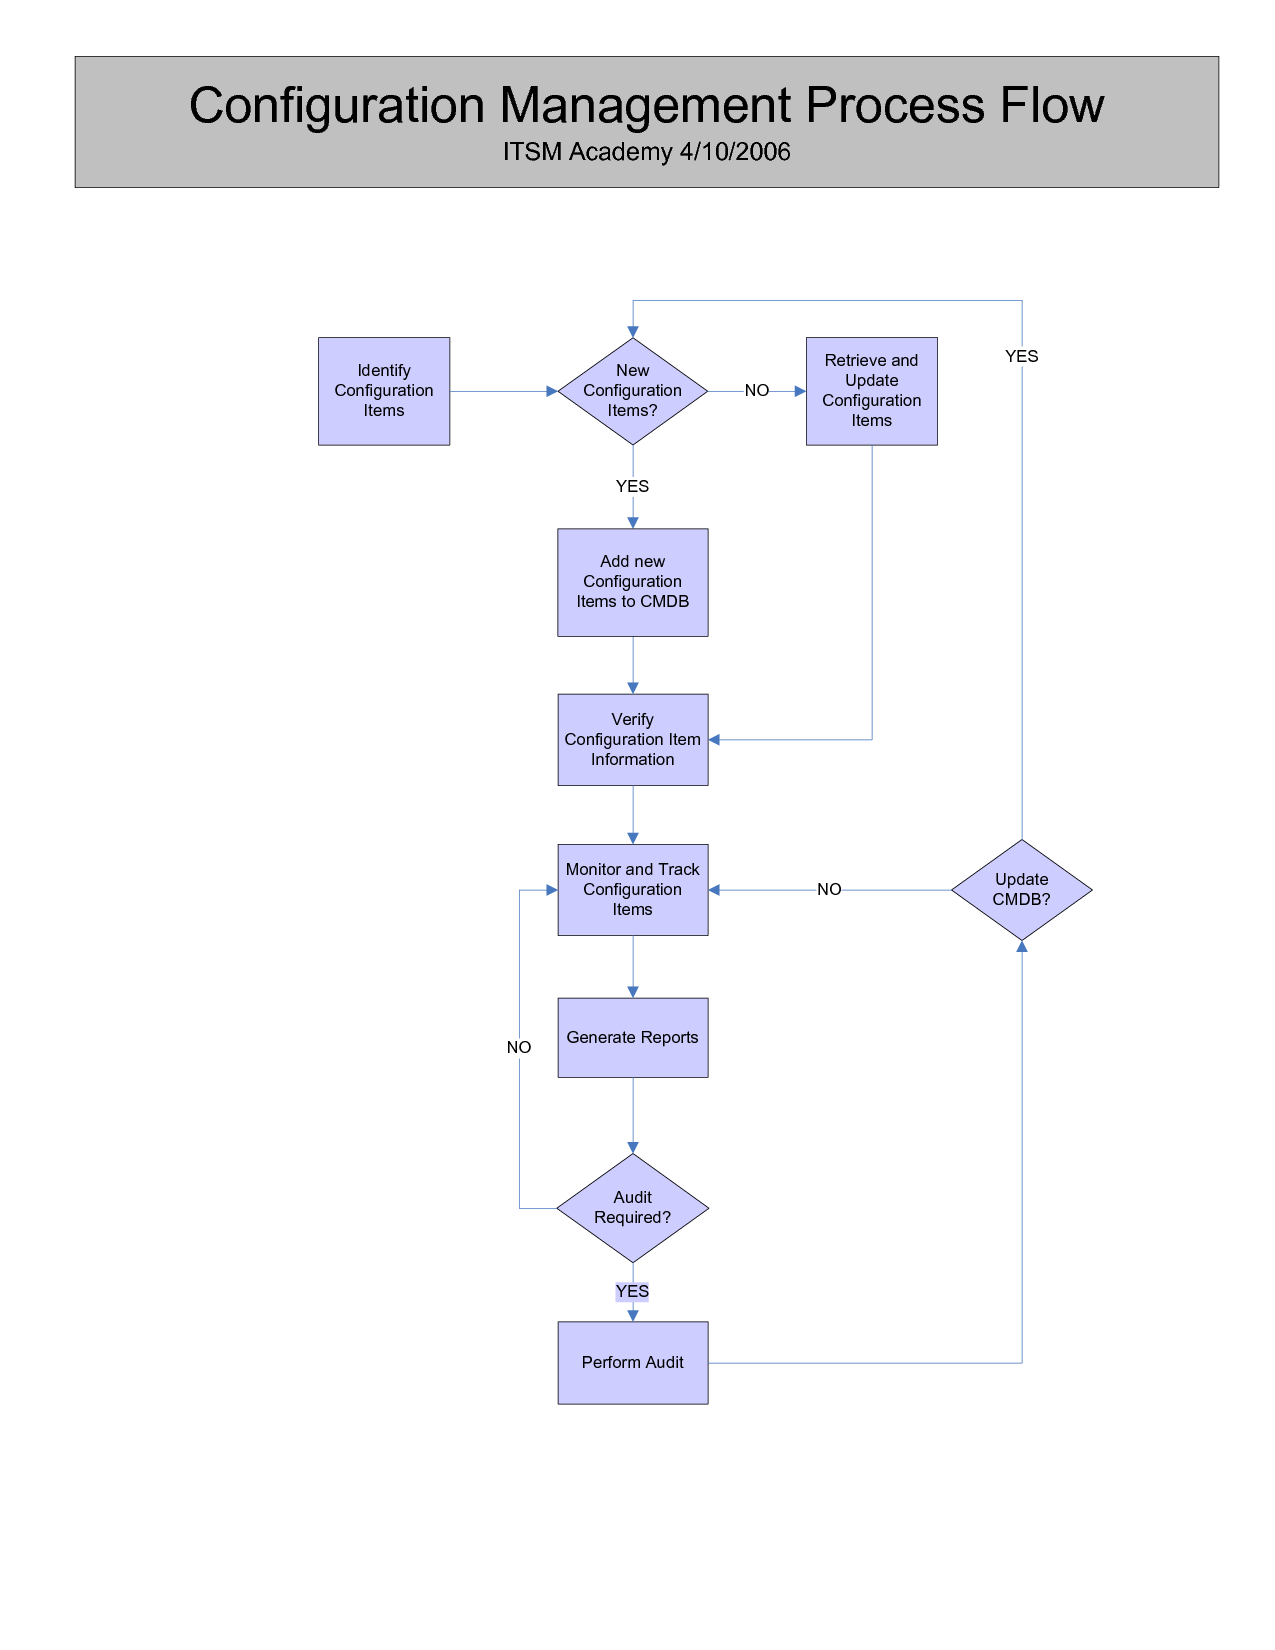 Configuration Management Process Flow
ITSM Academy 4/10/2006
YES
Identify
Configuration
Items
New
Configuration
Items?
NO
Retrieve and
Update
Configuration
Items
YES
Add new
Configuration
Items to CMDB
Verify
Configuration Item
Information
Monitor and Track
Configuration
Items
NO
Update
CMDB?
Generate Reports
NO
Audit
Required?
YES
Perform Audit